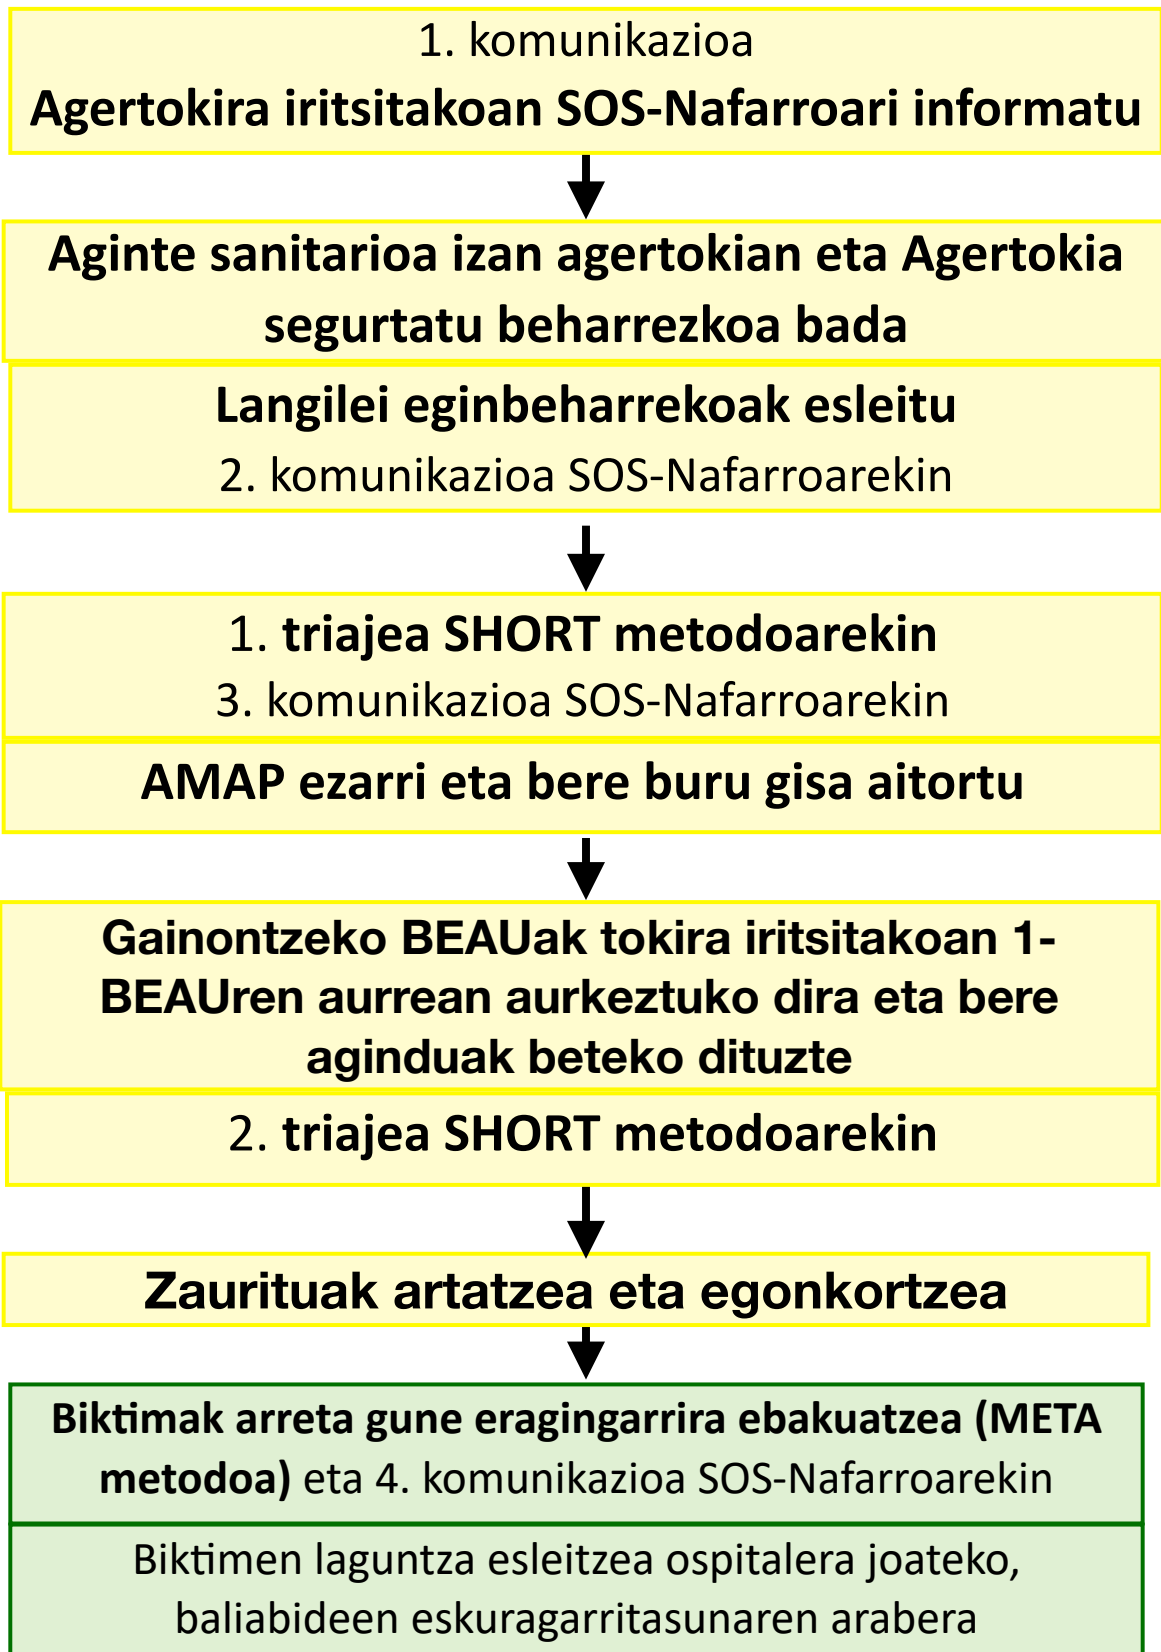 1. komunikazioa
Agertokira iritsitakoan SOS-Nafarroari informatu
Aginte sanitarioa izan agertokian eta Agertokia
segurtatu beharrezkoa bada
Langilei eginbeharrekoak esleitu
2. komunikazioa SOS-Nafarroarekin
1. triajea SHORT metodoarekin
3. komunikazioa SOS-Nafarroarekin
AMAP ezarri eta bere buru gisa aitortu
Gainontzeko BEAUak tokira iritsitakoan 1-
BEAUren aurrean aurkeztuko dira eta bere
aginduak beteko dituzte
2. triajea SHORT metodoarekin
Zaurituak artatzea eta egonkortzea
Biktimak arreta gune eragingarrira ebakuatzea (META
metodoa) eta 4. komunikazioa SOS-Nafarroarekin
Biktimen laguntza esleitzea ospitalera joateko,
baliabideen eskuragarritasunaren arabera